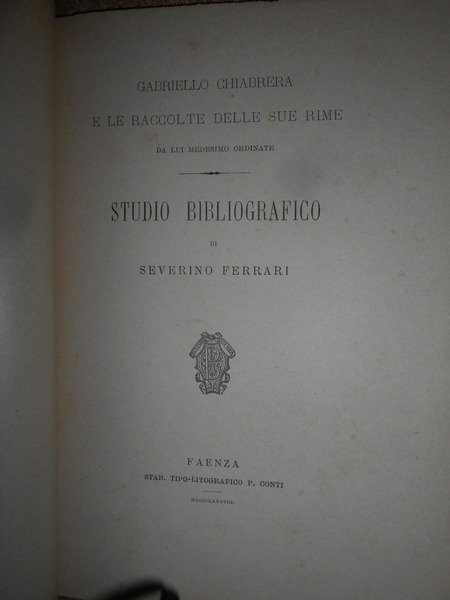 GABRIELLO CHIABRERA
E LE RACCOLTE DELLE SUE RIME
DA LUI MEDESIMO ORDINATE
STUDIO BIBLIOGRAFICO
DI
SEVERINO FERRARI
FAENZA
STAB. TIPO-LITOGRAFICO P. CONTI
MDCCCLXXXVIII.